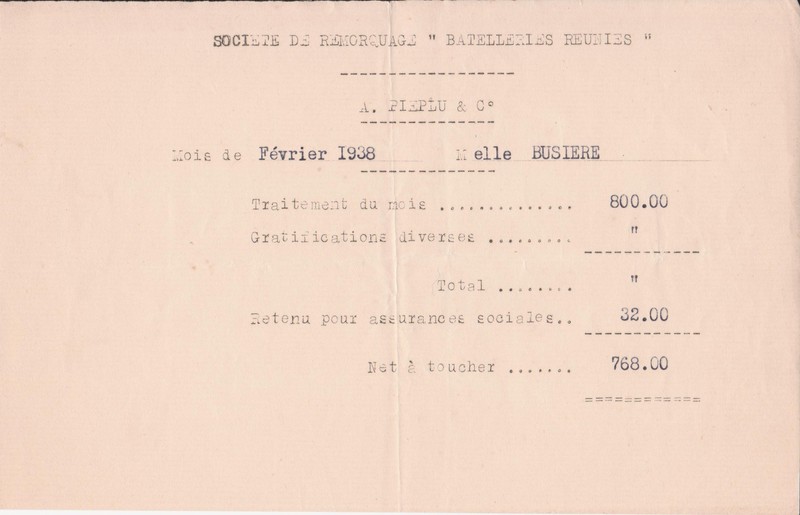 SOCIETE DE REMORQUAGE " BATELLERIES REUNIES "
------------------
A. PIEPLU & C°
--------------
Mois de Février 1938 Melle BUSIERE
--------------
Traitement du mois .............. 800.00
Gratifications diverses ......... "
------------
Total ........ "
Retenu pour assurances sociales.. 32.00
------------
Net à toucher ....... 768.00
============